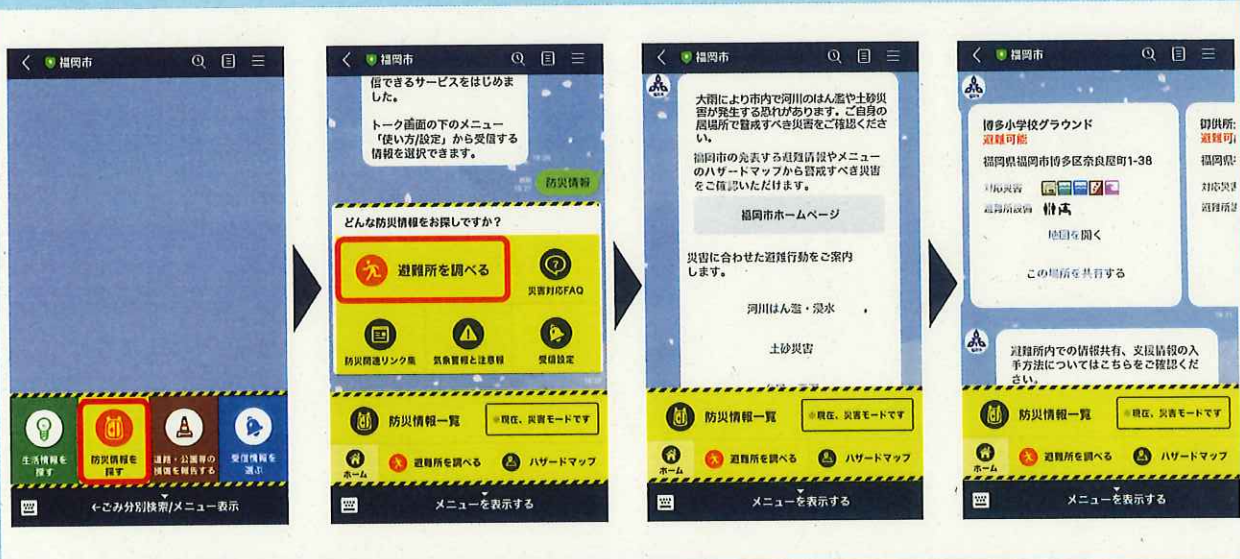 福岡市
生活情報を
探す
防災情報を
探す
道路・公園等の
損傷を報告する
受信情報を
選ぶ
←ごみ分別検索/メニュー表示
福岡市
信できるサービスをはじめま
した。
トーク画面の下のメニュー
「使い方/設定」から受信する
情報を選択できます。
防災情報
どんな防災情報をお探しですか？
避難所を調べる
災害対応FAQ
防災関連リンク集
気象警報と注意報
受信設定
防災情報一覧
※現在、災害モードです
ホーム
避難所を調べる
ハザードマップ
メニューを表示する
福岡市
大雨により市内で河川のはん濫や土砂災
害が発生する恐れがあります。ご自身の
居場所で警戒すべき災害をご確認くださ
い。
福岡市の発表する避難情報やメニュー
のハザードマップから警戒すべき災害
をご確認いただけます。
福岡市ホームページ
災害に合わせた避難行動をご案内
します。
河川はん濫・浸水
土砂災害
防災情報一覧
※現在、災害モードです
ホーム
避難所を調べる
ハザードマップ
メニューを表示する
福岡市
博多小学校グラウンド
避難可能
福岡県福岡市博多区奈良屋町1-38
対応災害
避難所設備
地図を開く
この場所を共有する
御供所
避難可
福岡県
対応災害
避難所設
避難所内での情報共有、支援情報の入
手方法についてはこちらをご確認くだ
さい。
防災情報一覧
※現在、災害モードです
ホーム
避難所を調べる
ハザードマップ
メニューを表示する